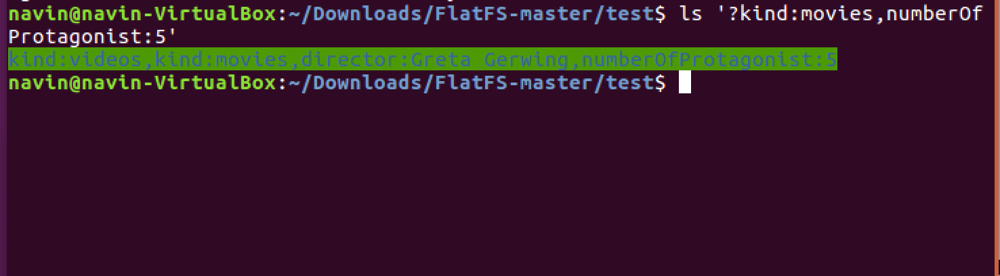 navin@navin-VirtualBox:~/Downloads/FlatFS-master/test$ ls '?kind:movies,numberOf
Protagonist:5'
kind:videos,kind:movies,director:Greta Gerwing,numberOfProtagonist:5
navin@navin-VirtualBox:~/Downloads/FlatFS-master/test$